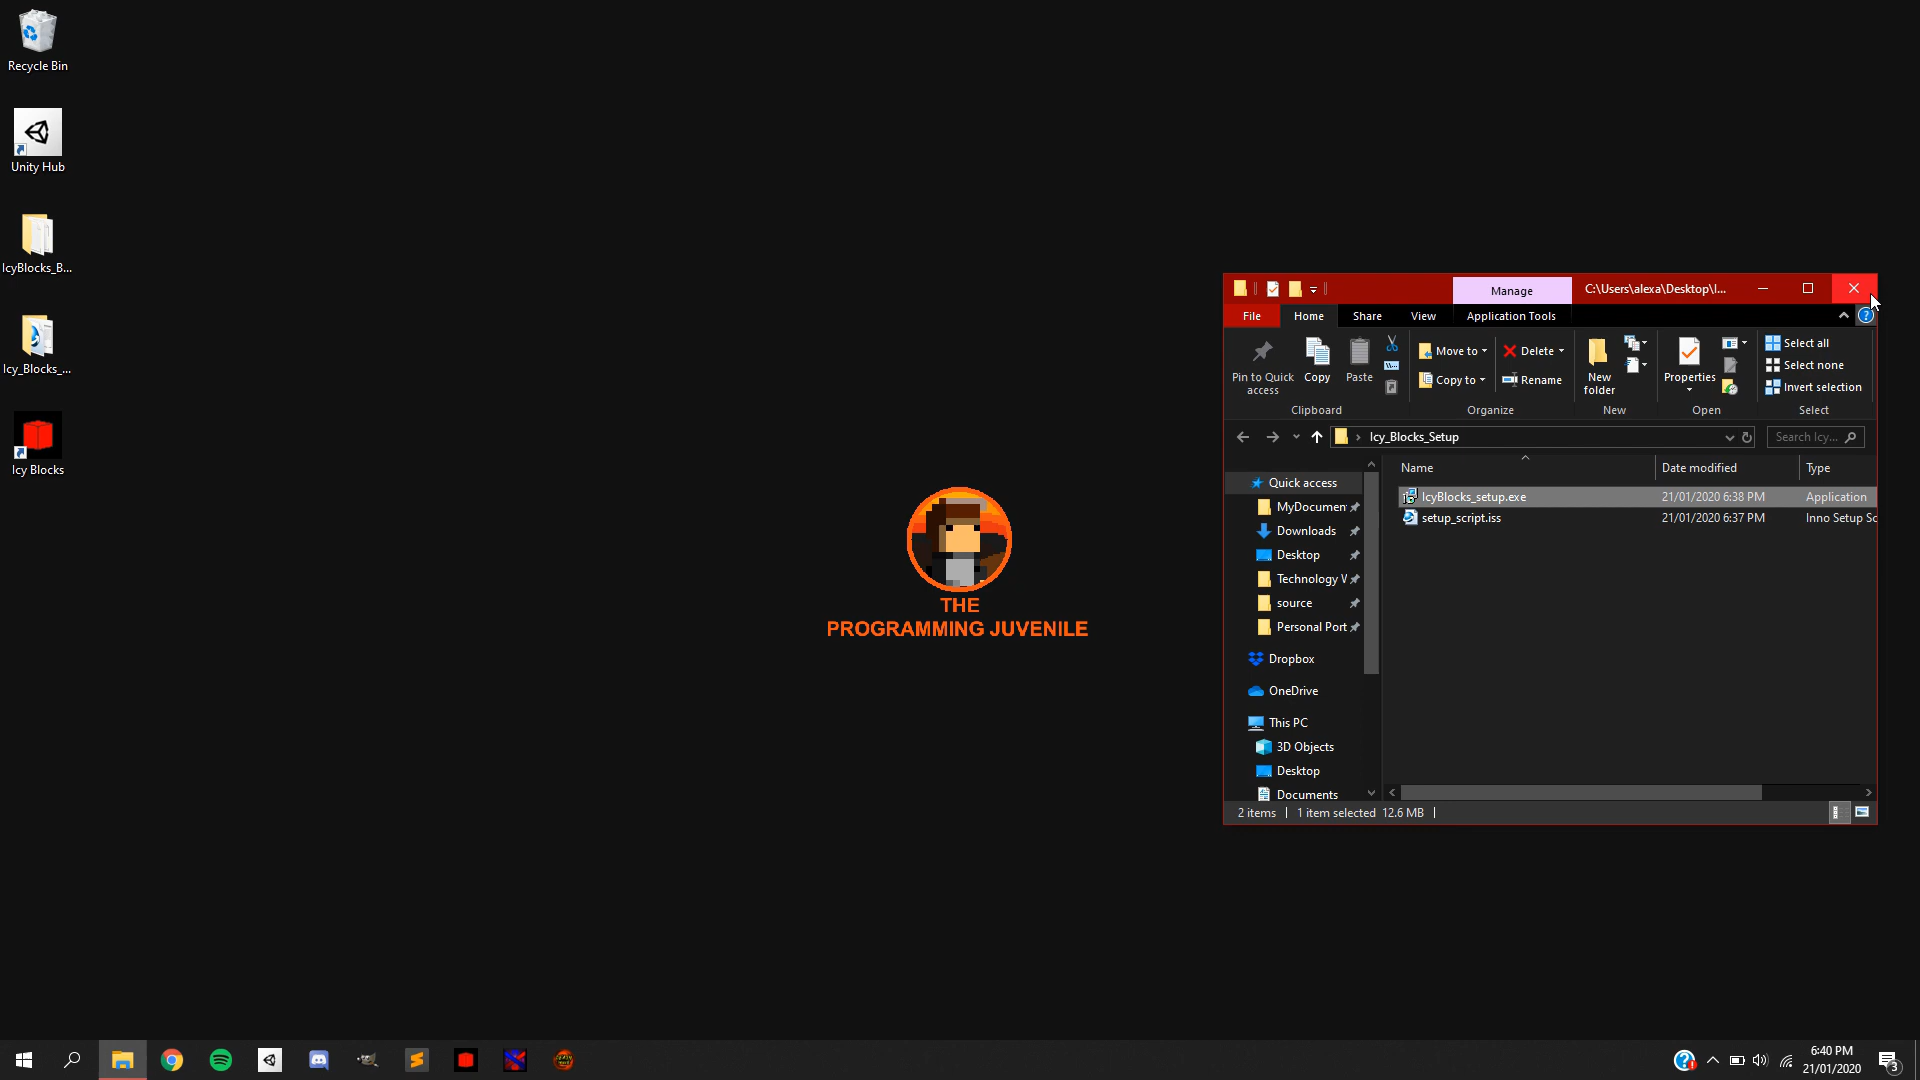 Recycle Bin
Unity Hub
IcyBlocks_B...
Icy_Blocks_...
Icy Blocks
THE
PROGRAMMING JUVENILE
Manage
C:\Users\alexa\Desktop\I...
File
Home
Share
View
Application Tools
Pin to Quick
access
Copy
Paste
Move to
Copy to
Delete
Rename
New
folder
Properties
Select all
Select none
Invert selection
Clipboard
Organize
New
Open
Select
Icy_Blocks_Setup
Search Icy...
Name
Date modified
Type
IcyBlocks_setup.exe
21/01/2020 6:38 PM
Application
setup_script.iss
21/01/2020 6:37 PM
Inno Setup Sc
Quick access
MyDocumen
Downloads
Desktop
Technology W
source
Personal Port
Dropbox
OneDrive
This PC
3D Objects
Desktop
Documents
2 items
1 item selected 12.6 MB
6:40 PM
21/01/2020
3